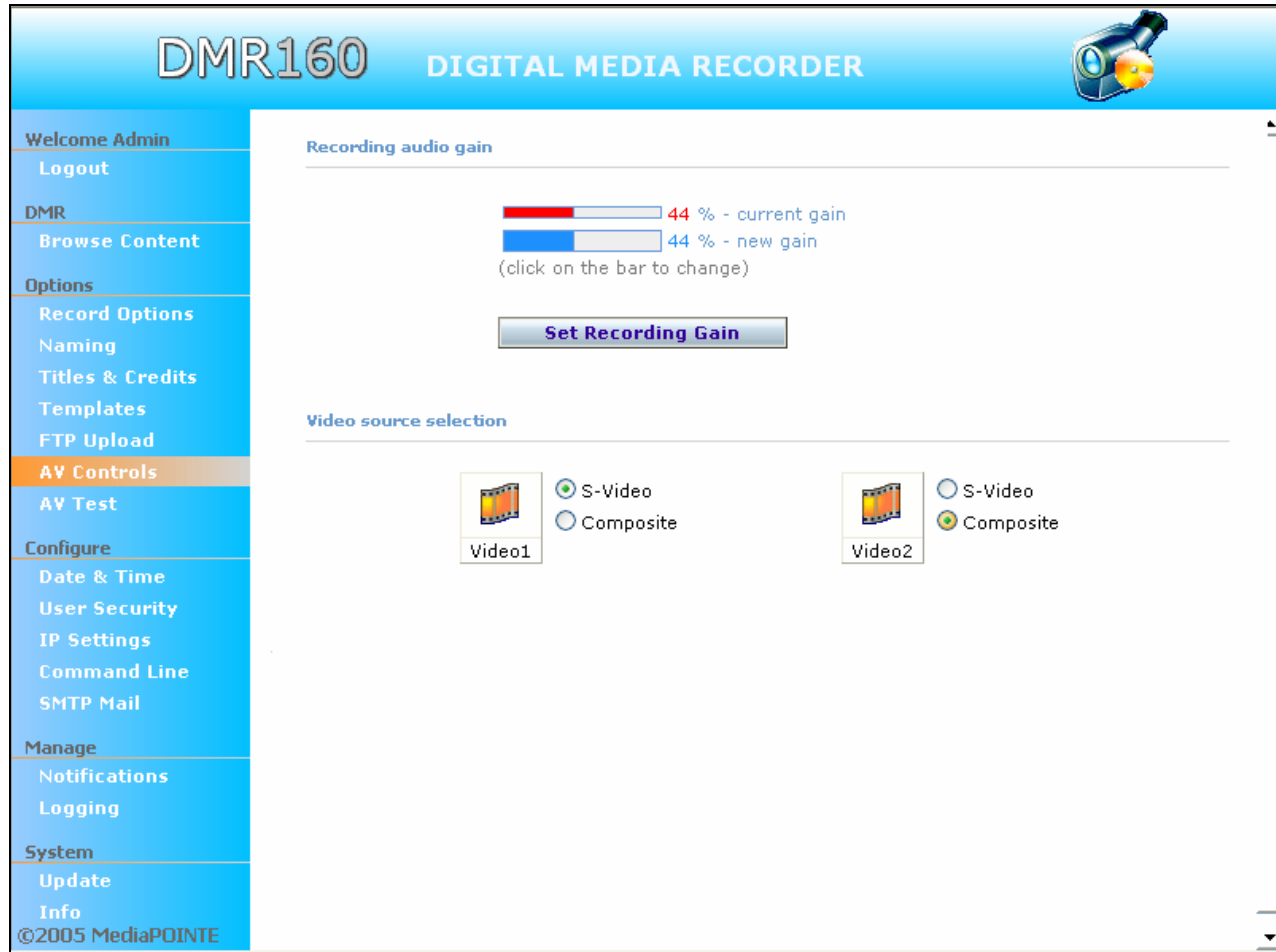 DMR160 DIGITAL MEDIA RECORDER
Welcome Admin
Logout
DMR
Browse Content
Options
Record Options
Naming
Titles & Credits
Templates
FTP Upload
AV Controls
AV Test
Configure
Date & Time
User Security
IP Settings
Command Line
SMTP Mail
Manage
Notifications
Logging
System
Update
Info
©2005 MediaPOINTE
Recording audio gain
44 % - current gain
44 % - new gain
(click on the bar to change)
Set Recording Gain
Video source selection
Video1
S-Video
Composite
Video2
S-Video
Composite